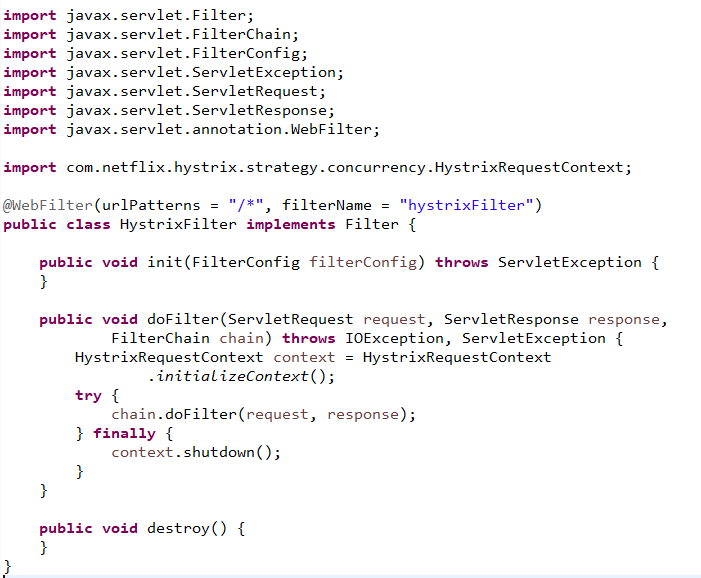 import javax.servlet.Filter;
import javax.servlet.FilterChain;
import javax.servlet.FilterConfig;
import javax.servlet.ServletException;
import javax.servlet.ServletRequest;
import javax.servlet.ServletResponse;
import javax.servlet.annotation.WebFilter;

import com.netflix.hystrix.strategy.concurrency.HystrixRequestContext;

@WebFilter(urlPatterns = "/*", filterName = "hystrixFilter")
public class HystrixFilter implements Filter {

    public void init(FilterConfig filterConfig) throws ServletException {
    }

    public void doFilter(ServletRequest request, ServletResponse response,
            FilterChain chain) throws IOException, ServletException {
        HystrixRequestContext context = HystrixRequestContext
                .initializeContext();
        try {
            chain.doFilter(request, response);
        } finally {
            context.shutdown();
        }
    }

    public void destroy() {
    }
}